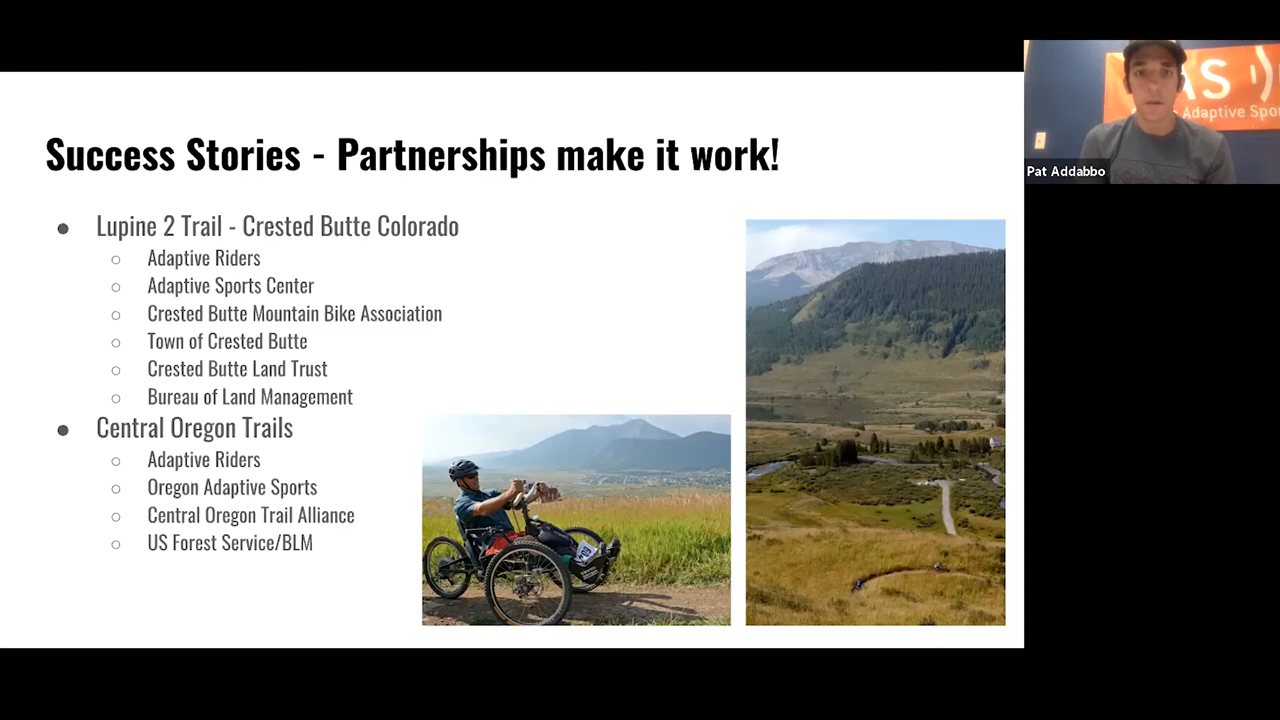 Success Stories - Partnerships make it work!
● Lupine 2 Trail - Crested Butte Colorado
○ Adaptive Riders
○ Adaptive Sports Center
○ Crested Butte Mountain Bike Association
○ Town of Crested Butte
○ Crested Butte Land Trust
○ Bureau of Land Management
● Central Oregon Trails
○ Adaptive Riders
○ Oregon Adaptive Sports
○ Central Oregon Trail Alliance
○ US Forest Service/BLM
AS
Adaptive
Pat Addabbo